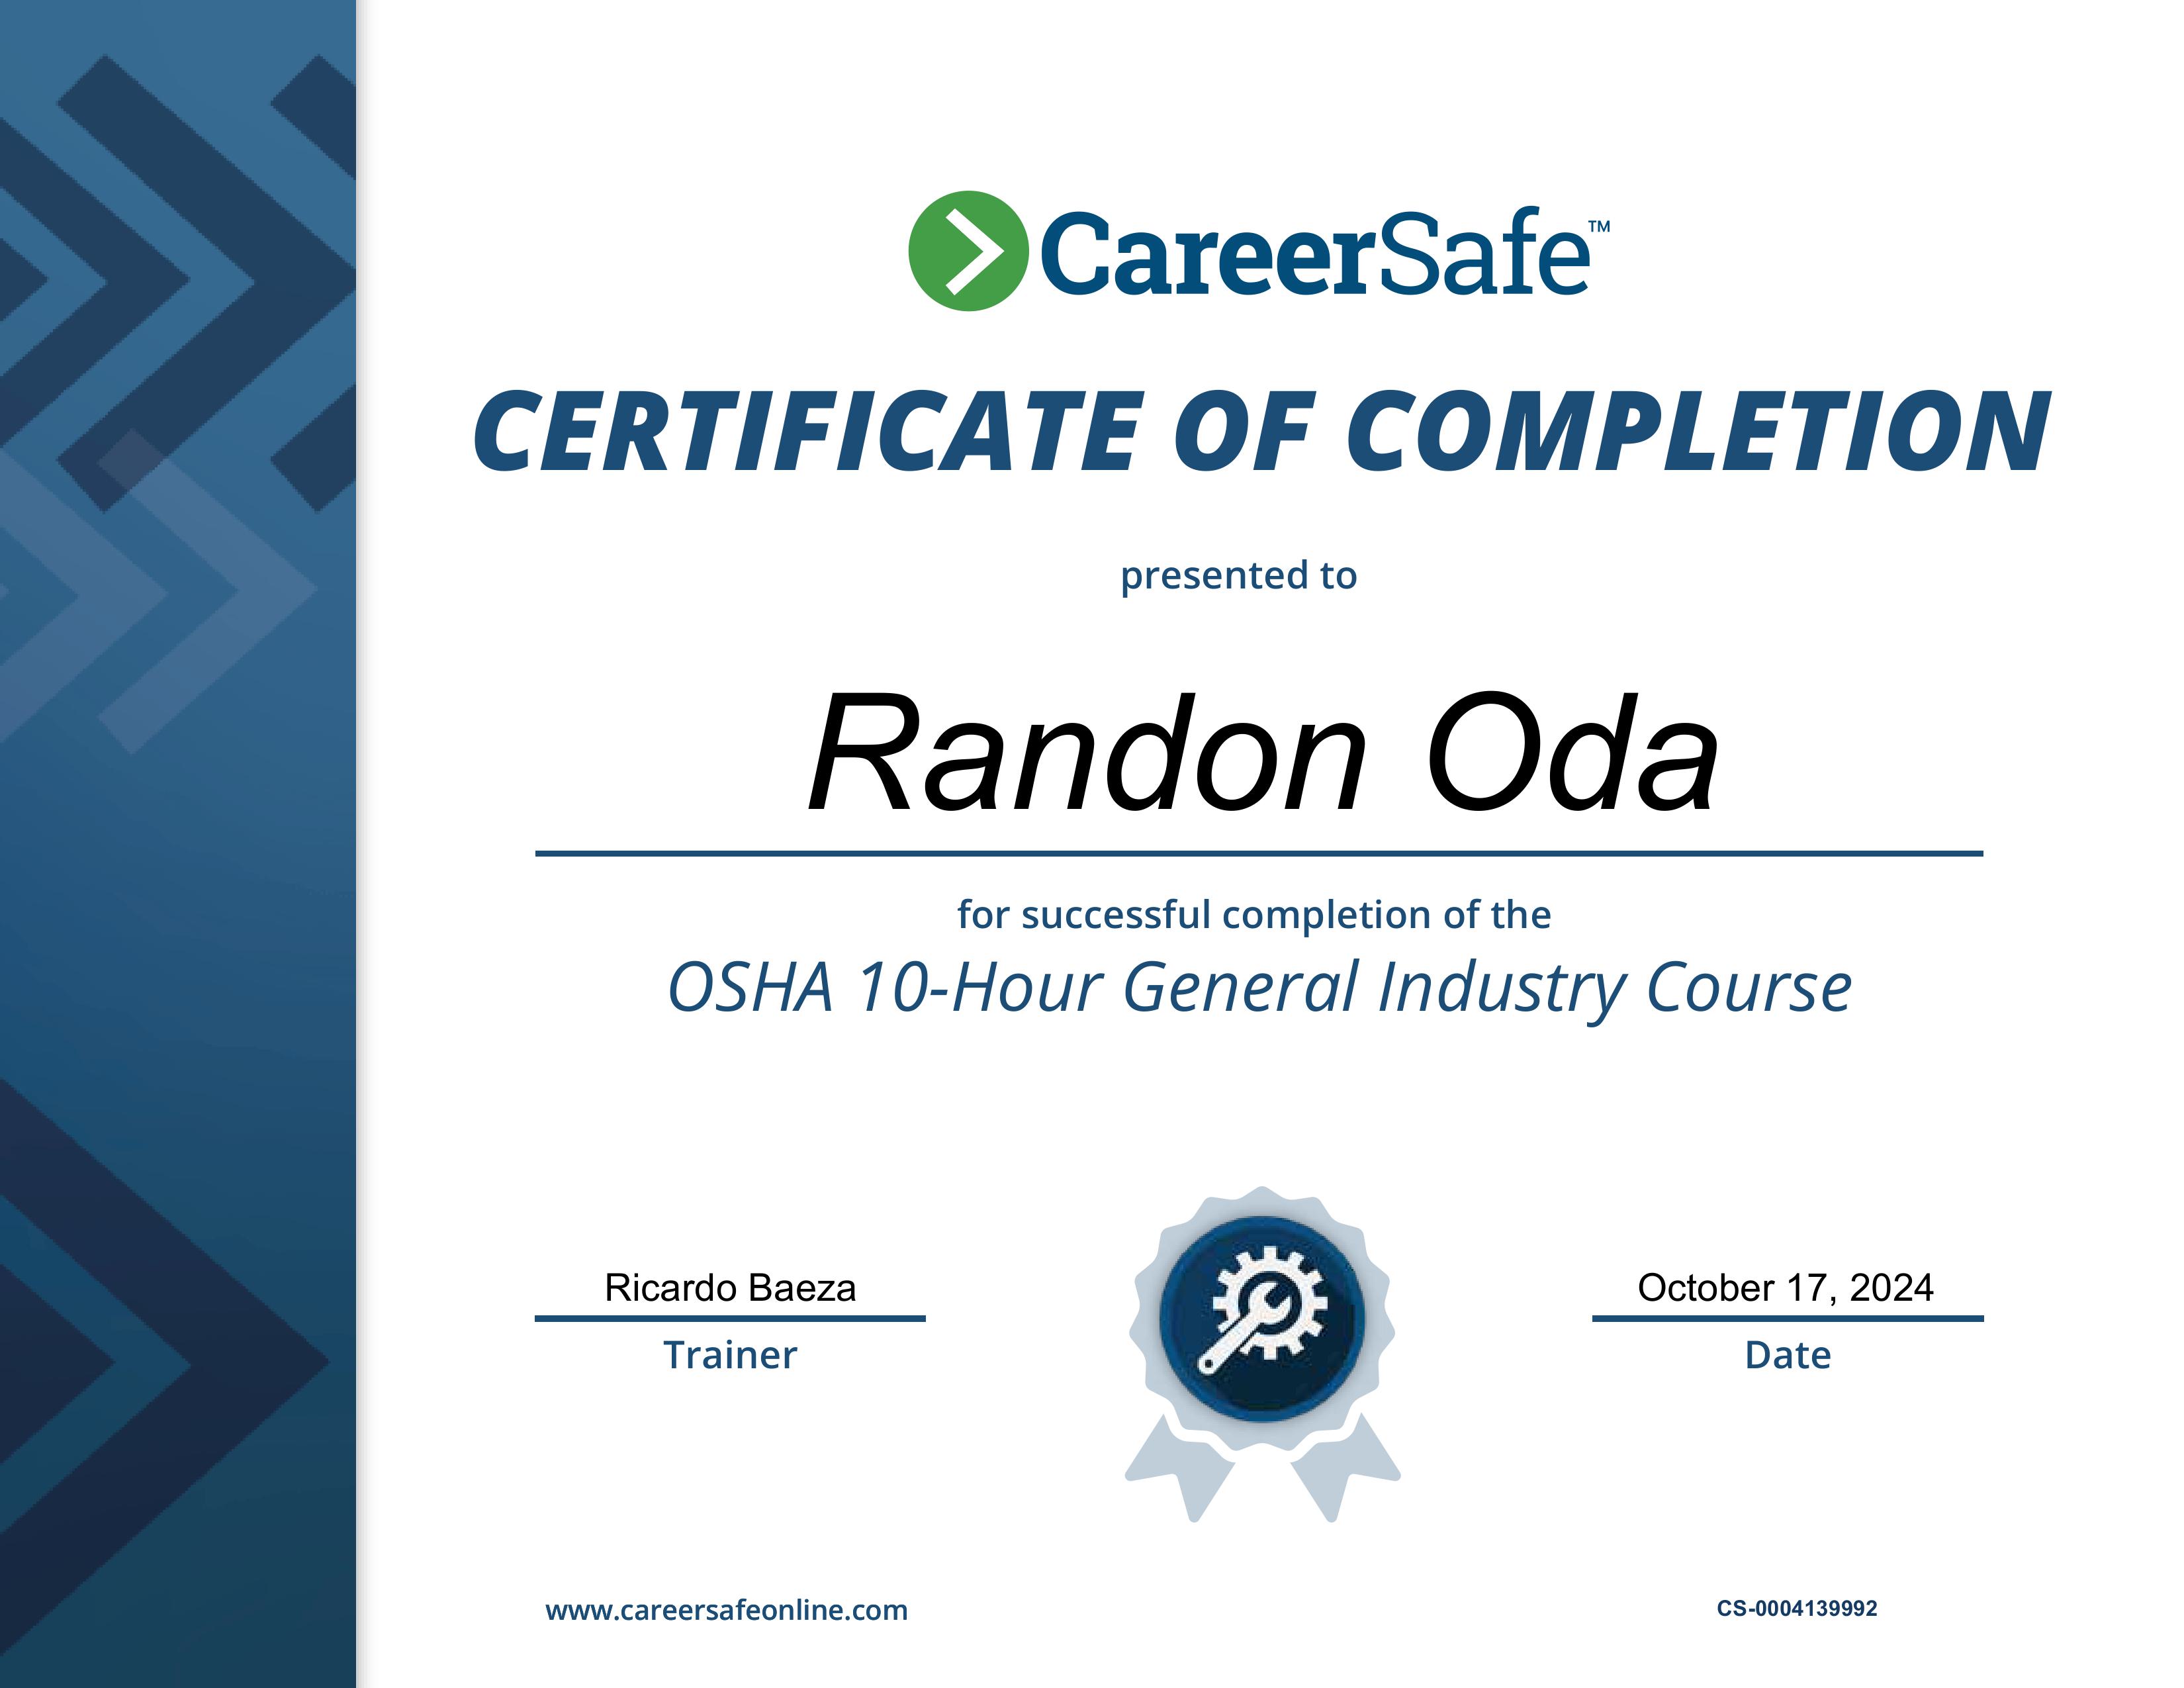 CareerSafe™
CERTIFICATE OF COMPLETION
presented to
Randon Oda
for successful completion of the
OSHA 10-Hour General Industry Course
Ricardo Baeza
Trainer
October 17, 2024
Date
www.careersafeonline.com
CS-0004139992